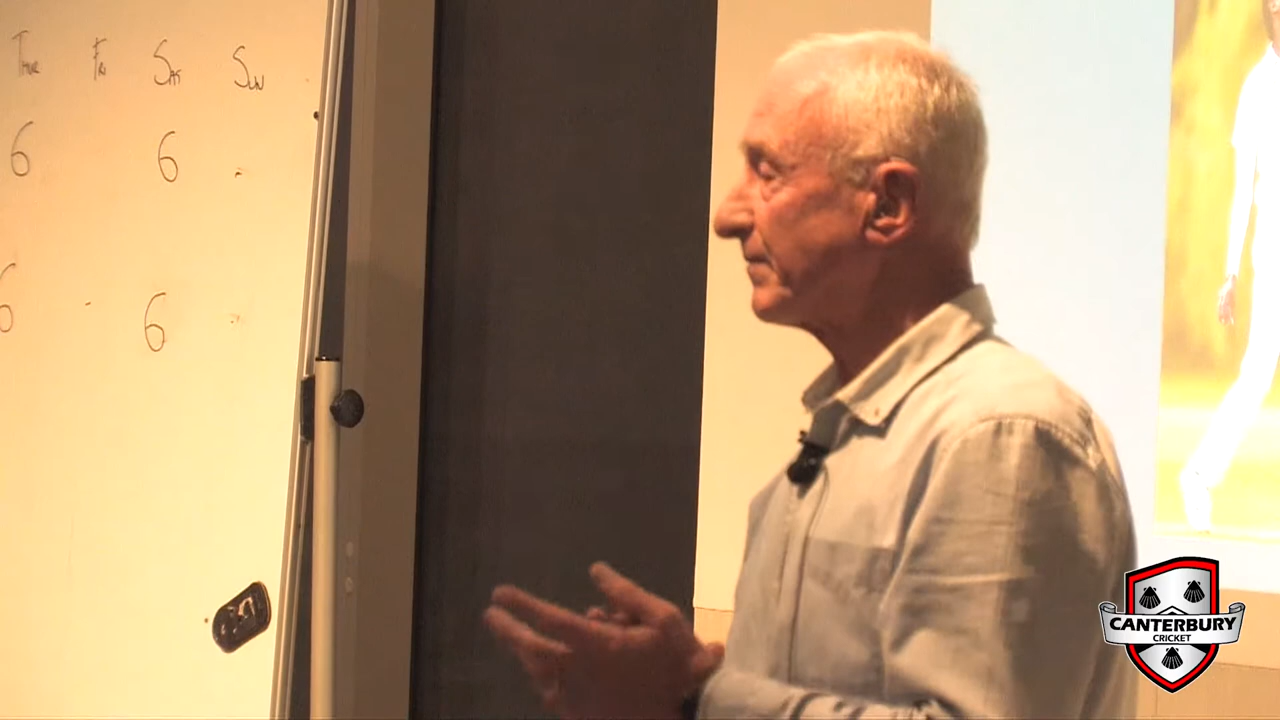 Thur Fri Sat Sun
6 6 -
6 - 6 -
CANTERBURY
CRICKET